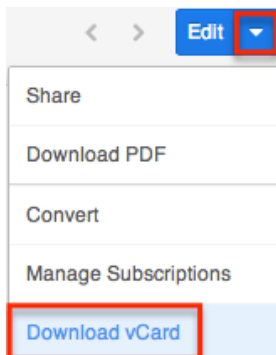 Edit
Share
Download PDF
Convert
Manage Subscriptions
Download vCard